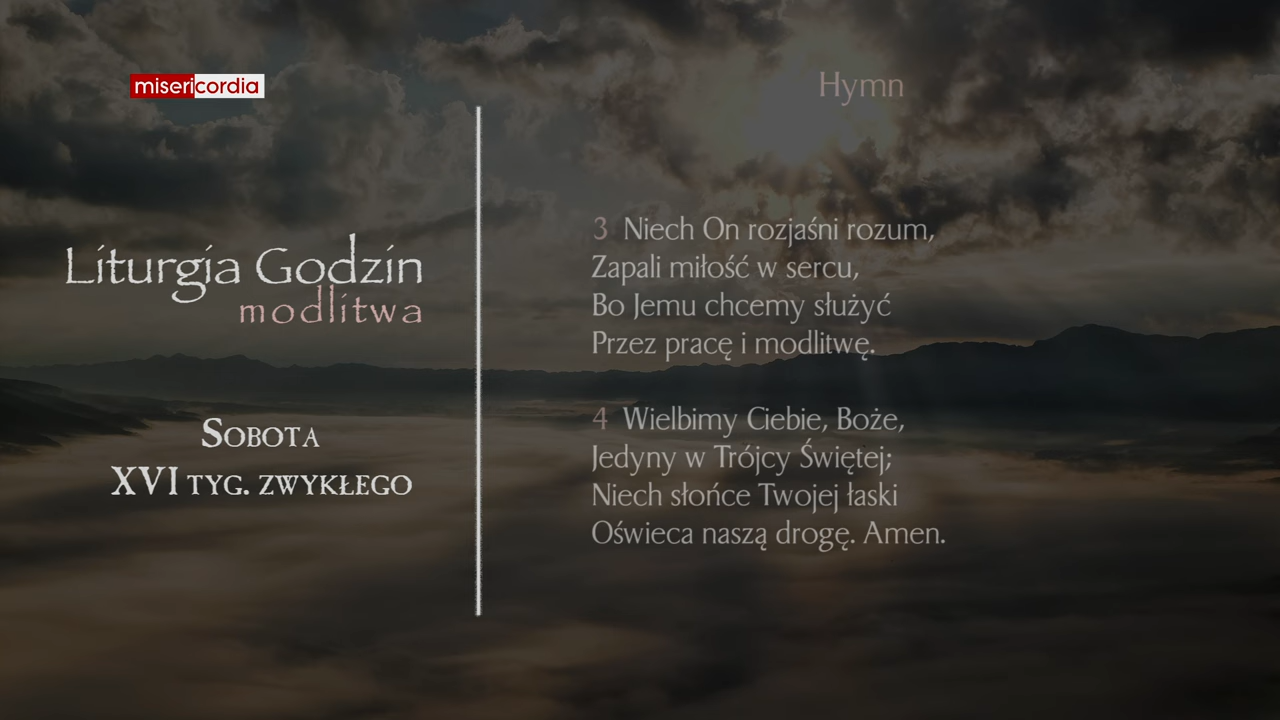 misericordia
Liturgia Godzin
modlitwa
Sobota
XVI tyg. zwykłego
Hymn
3 Niech On rozjaśni rozum,
Zapali miłość w sercu,
Bo Jemu chcemy służyć
Przez pracę i modlitwę.
4 Wielbimy Ciebie, Boże,
Jedyny w Trójcy Świętej;
Niech słońce Twojej łaski
Oświeca naszą drogę. Amen.